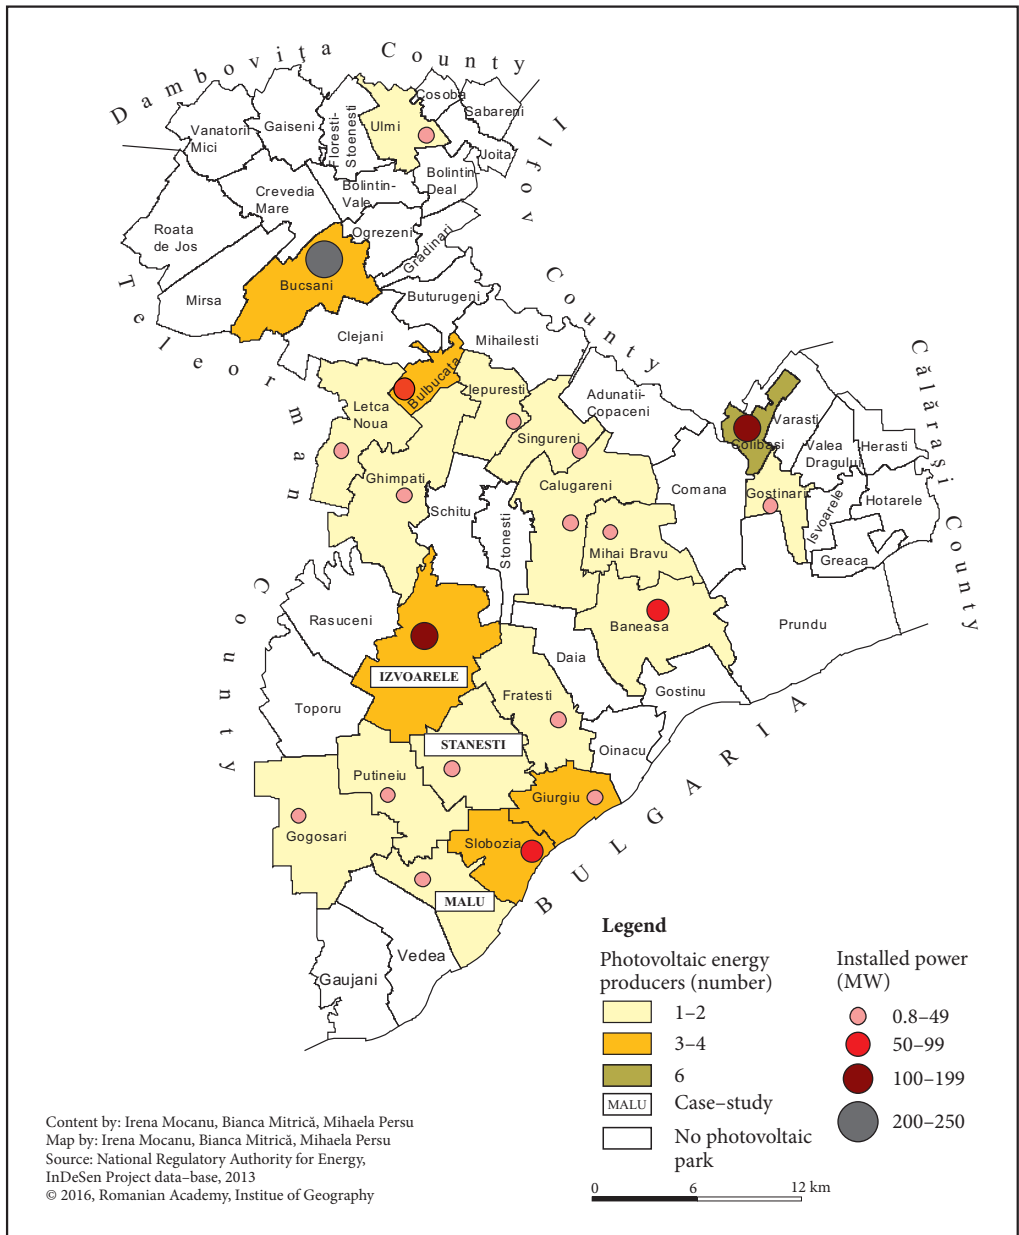 Dambovița County
Cosoba
Sabareni
Vanatorii
Mici
Gaiseni
Floresti-
Stoenesti
Ulmi
Ilfov
County
Joita
Bolintin-
Deal
Bolintin-
Vale
Crevedia
Mare
Roata
de Jos
Ogrezeni
Gradinari
Teleorman
County
Bucsani
Mirsa
Buturugeni
Clejani
Mihailesti
Bulbucata
Iepuresti
Letca
Noua
Adunatii-
Copaceni
Singureni
Călărași County
Varasti
Colibasi
Valea
Dragului
Herasti
Ghimpati
Calugareni
Comana
Gostinari
Isvoarele
Hotarele
Schitu
Stonesti
Mihai Bravu
Greaca
Rasuceni
Baneasa
Prundu
Daia
IZVOARELE
Gostinu
Fratesti
Toporu
STANESTI
Oinacu
Putineiu
Giurgiu
Gogosari
Slobozia
BULGARIA
MALU
Vedea
Gaujani
Legend
Photovoltaic energy
producers (number)
1–2
3–4
6
MALU Case–study
No photovoltaic
park
Installed power
(MW)
0.8–49
50–99
100–199
200–250
0 6 12 km
Content by: Irena Mocanu, Bianca Mitrică, Mihaela Persu
Map by: Irena Mocanu, Bianca Mitrică, Mihaela Persu
Source: National Regulatory Authority for Energy,
InDeSen Project data–base, 2013
© 2016, Romanian Academy, Institue of Geography